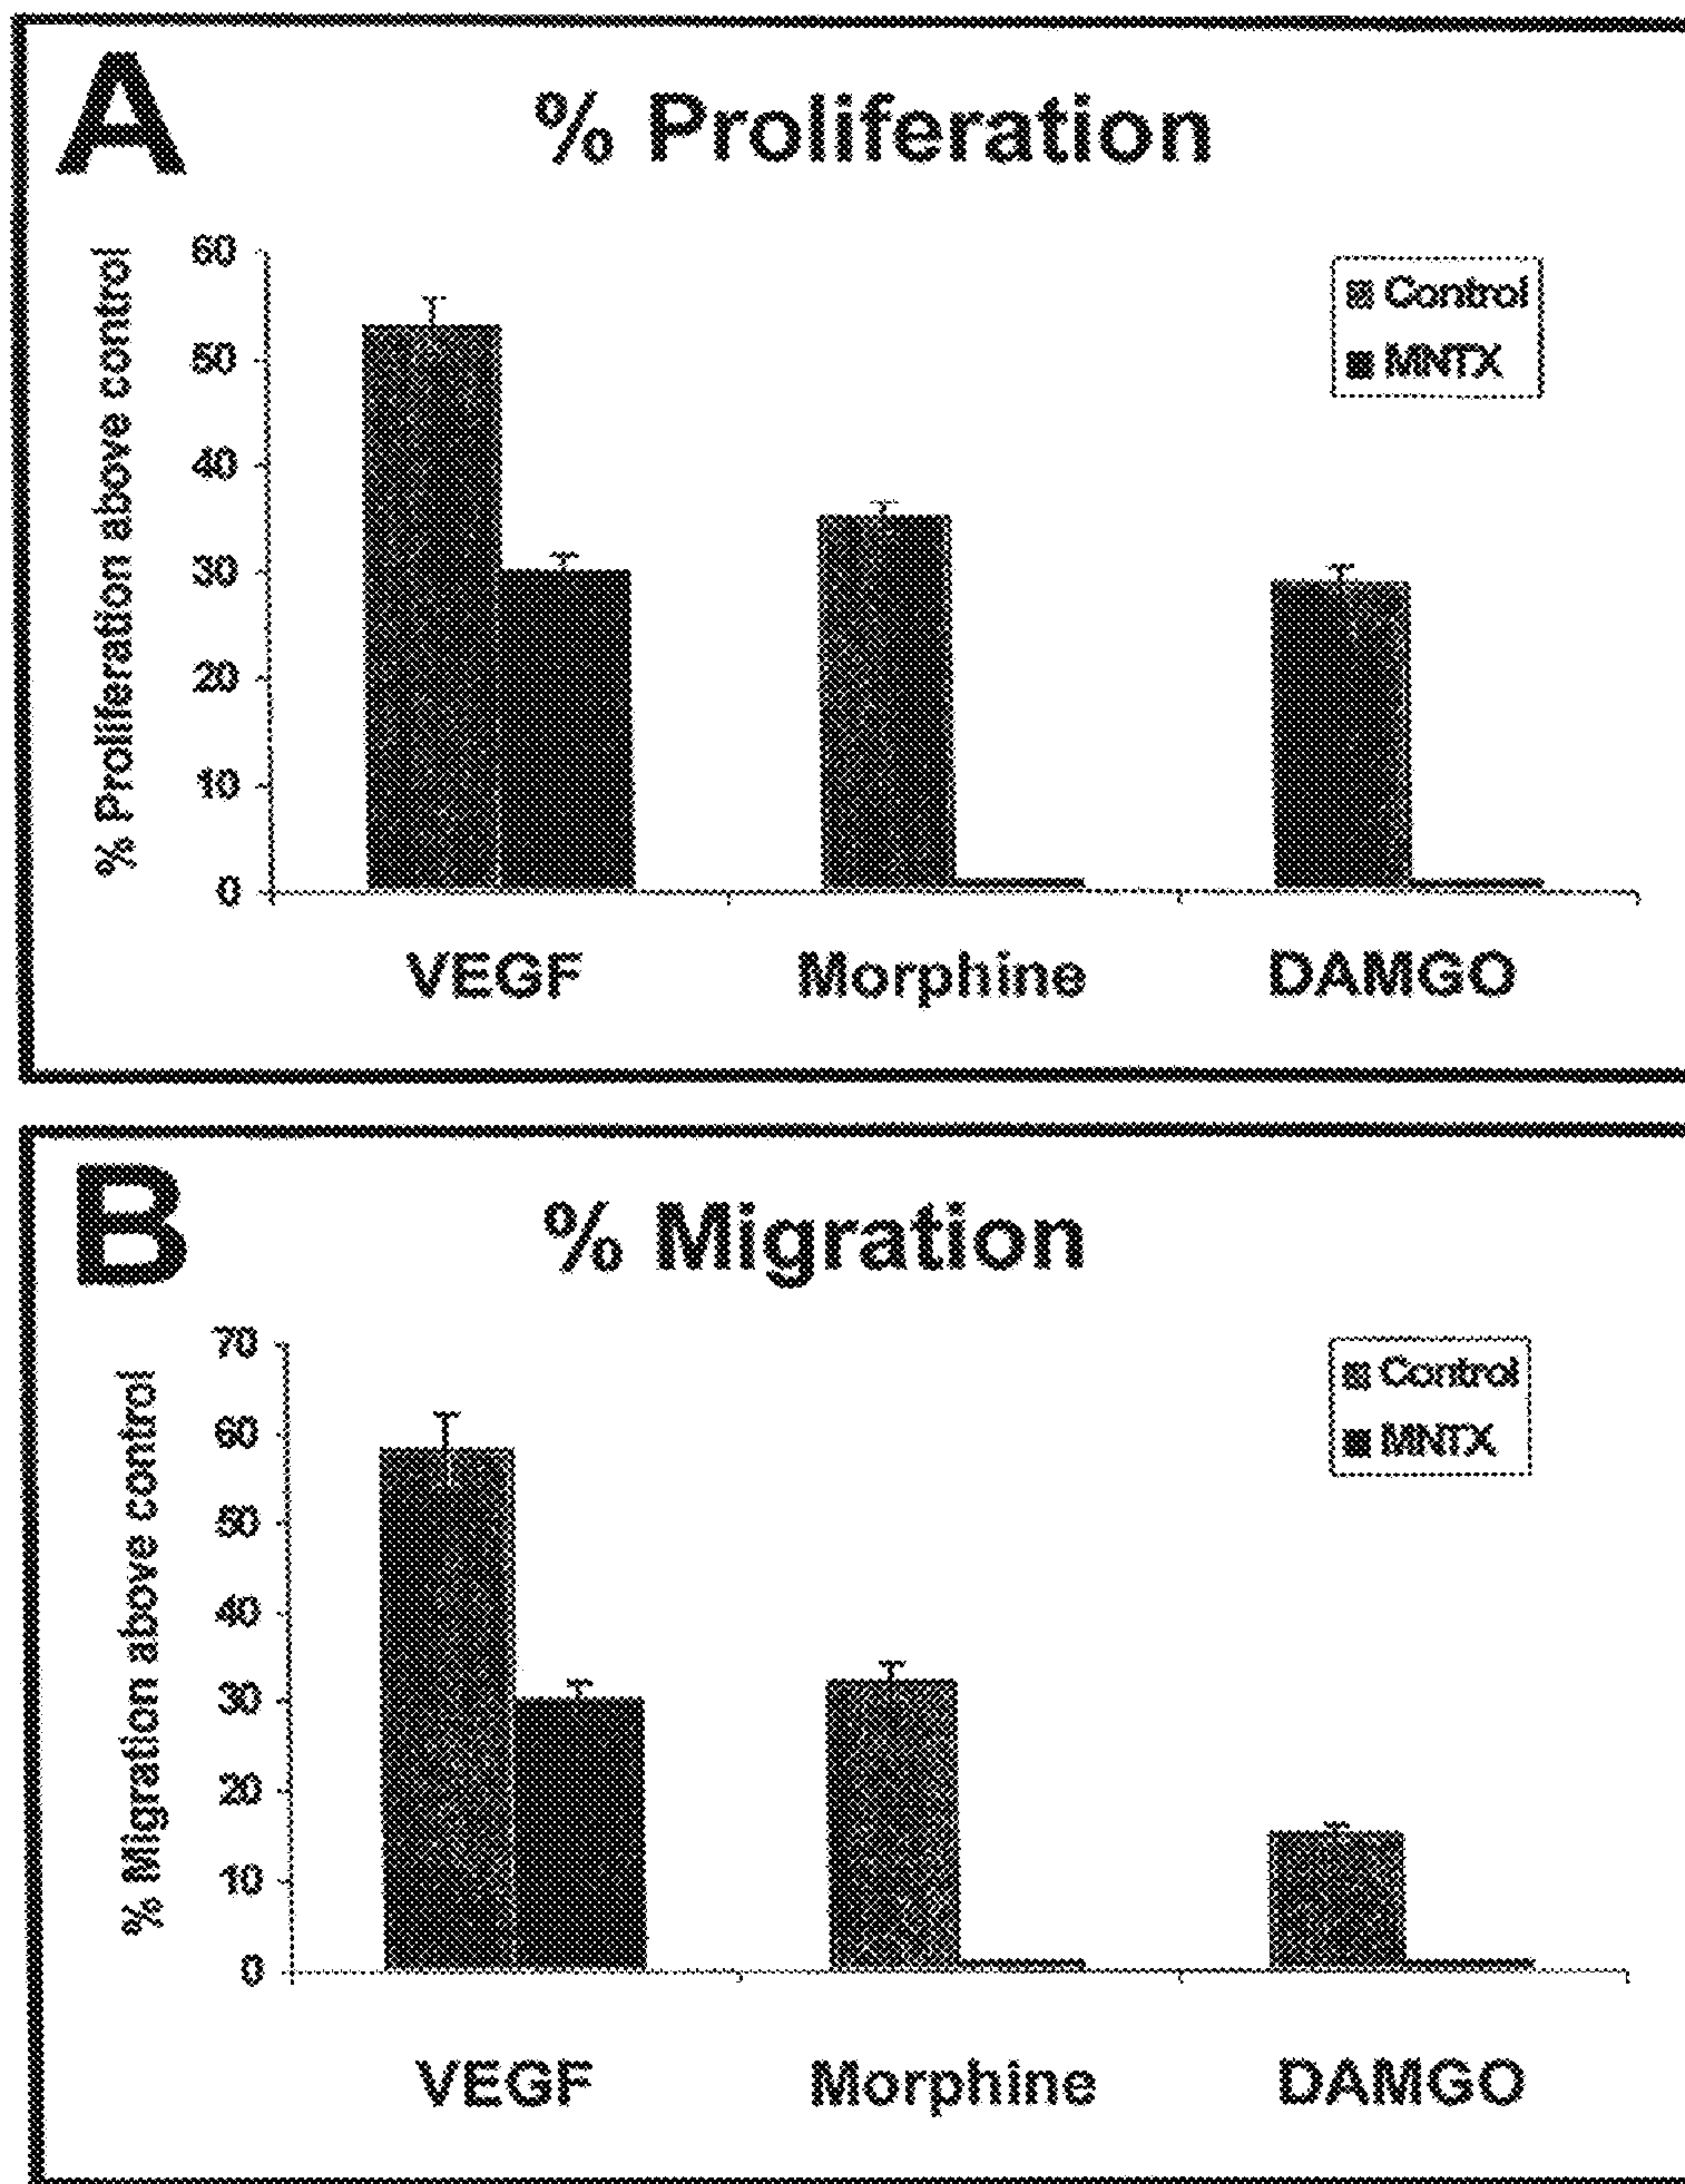 A
% Proliferation
% Proliferation above control
60
50
40
30
20
10
0
Control
MNTX
VEGF
Morphine
DAMGO
B
% Migration
% Migration above control
70
60
50
40
30
20
10
0
Control
MNTX
VEGF
Morphine
DAMGO